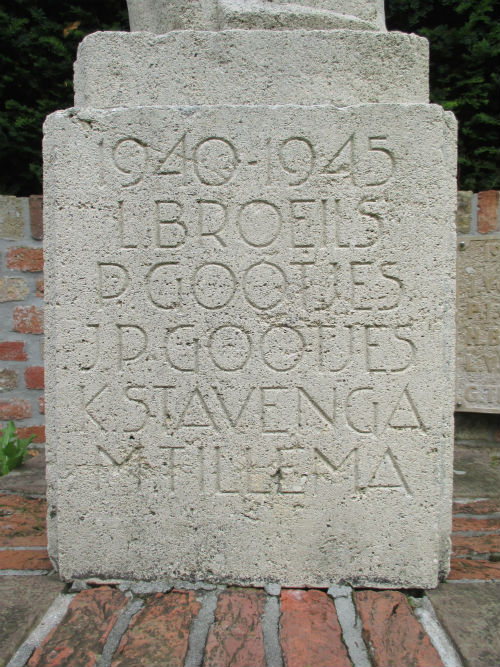 1940-1945
L.BROEILS
P.GOOTJES
J.P.GOOTJES
K.STAVENGA
M.TILLEMA